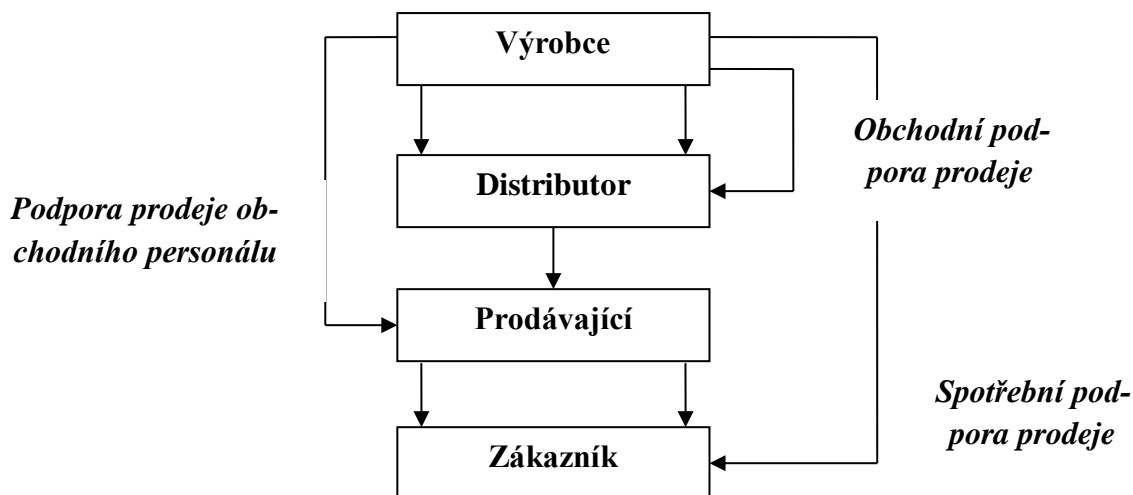 Výrobce
Obchodní pod-
pora prodeje
Distributor
Podpora prodeje ob-
chodního personálu
Prodávající
Spotřební pod-
pora prodeje
Zákazník